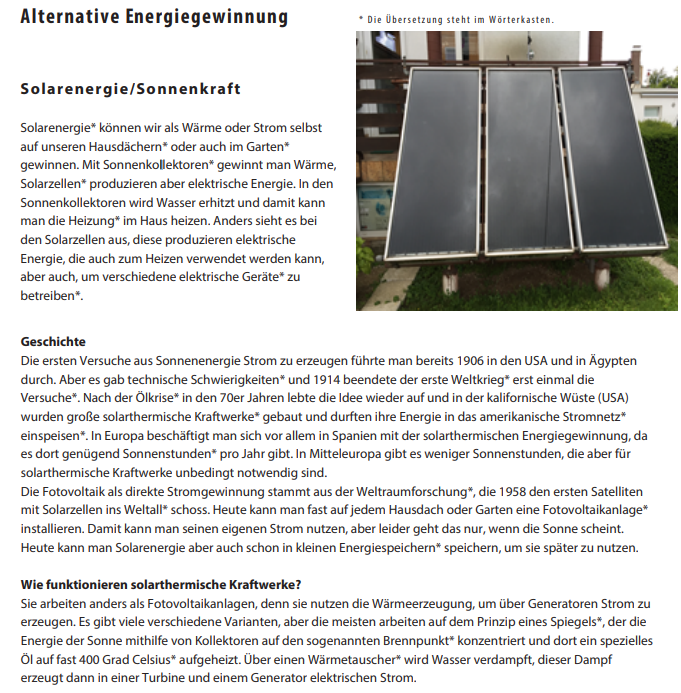 Alternative Energiegewinnung
* Die Übersetzung steht im Wörterkasten.
Solarenergie/Sonnenkraft
Solarenergie* können wir als Wärme oder Strom selbst
auf unseren Hausdächern* oder auch im Garten*
gewinnen. Mit Sonnenkollektoren* gewinnt man Wärme,
Solarzellen* produzieren aber elektrische Energie. In den
Sonnenkollektoren wird Wasser erhitzt und damit kann
man die Heizung* im Haus heizen. Anders sieht es bei
den Solarzellen aus, diese produzieren elektrische
Energie, die auch zum Heizen verwendet werden kann,
aber auch, um verschiedene elektrische Geräte* zu
betreiben*.
Geschichte
Die ersten Versuche aus Sonnenenergie Strom zu erzeugen führte man bereits 1906 in den USA und in Ägypten
durch. Aber es gab technische Schwierigkeiten* und 1914 beendete der erste Weltkrieg* erst einmal die
Versuche*. Nach der Ölkrise* in den 70er Jahren lebte die Idee wieder auf und in der kalifornische Wüste (USA)
wurden große solarthermische Kraftwerke* gebaut und durften ihre Energie in das amerikanische Stromnetz*
einspeisen*. In Europa beschäftigt man sich vor allem in Spanien mit der solarthermischen Energiegewinnung, da
es dort genügend Sonnenstunden* pro Jahr gibt. In Mitteleuropa gibt es weniger Sonnenstunden, die aber für
solarthermische Kraftwerke unbedingt notwendig sind.
Die Fotovoltaik als direkte Stromgewinnung stammt aus der Weltraumforschung*, die 1958 den ersten Satelliten
mit Solarzellen ins Weltall* schoss. Heute kann man fast auf jedem Hausdach oder Garten eine Fotovoltaikanlage*
installieren. Damit kann man seinen eigenen Strom nutzen, aber leider geht das nur, wenn die Sonne scheint.
Heute kann man Solarenergie aber auch schon in kleinen Energiespeichern* speichern, um sie später zu nutzen.
Wie funktionieren solarthermische Kraftwerke?
Sie arbeiten anders als Fotovoltaikanlagen, denn sie nutzen die Wärmeerzeugung, um über Generatoren Strom zu
erzeugen. Es gibt viele verschiedene Varianten, aber die meisten arbeiten auf dem Prinzip eines Spiegels*, der die
Energie der Sonne mithilfe von Kollektoren auf den sogenannten Brennpunkt* konzentriert und dort ein spezielles
Öl auf fast 400 Grad Celsius* aufgeheizt. Über einen Wärmetauscher* wird Wasser verdampft, dieser Dampf
erzeugt dann in einer Turbine und einem Generator elektrischen Strom.